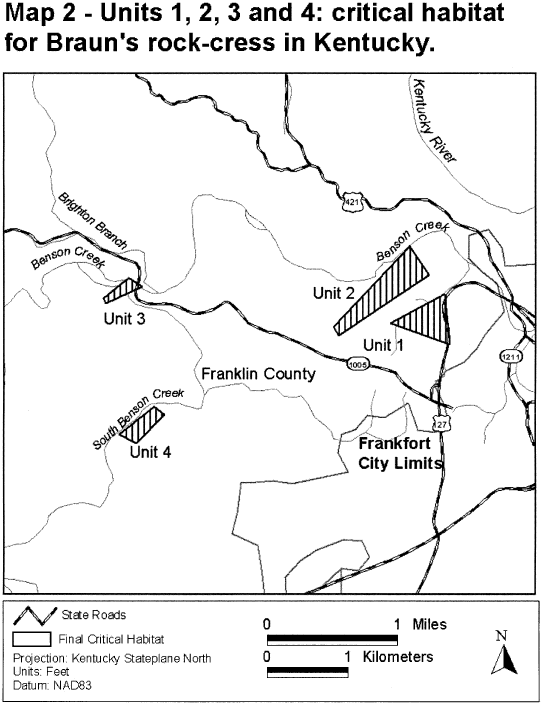 Map 2 - Units 1, 2, 3 and 4: critical habitat
for Braun's rock-cress in Kentucky.
Kentucky River
421
Brighton Branch
Benson Creek
Benson Creek
Unit 2
Unit 3
Unit 1
1211
1005
Franklin County
South Benson Creek
127
Unit 4
Frankfort
City Limits
State Roads
Final Critical Habitat
Projection: Kentucky Stateplane North
Units: Feet
Datum: NAD83
0 1 Miles
0 1 Kilometers
N